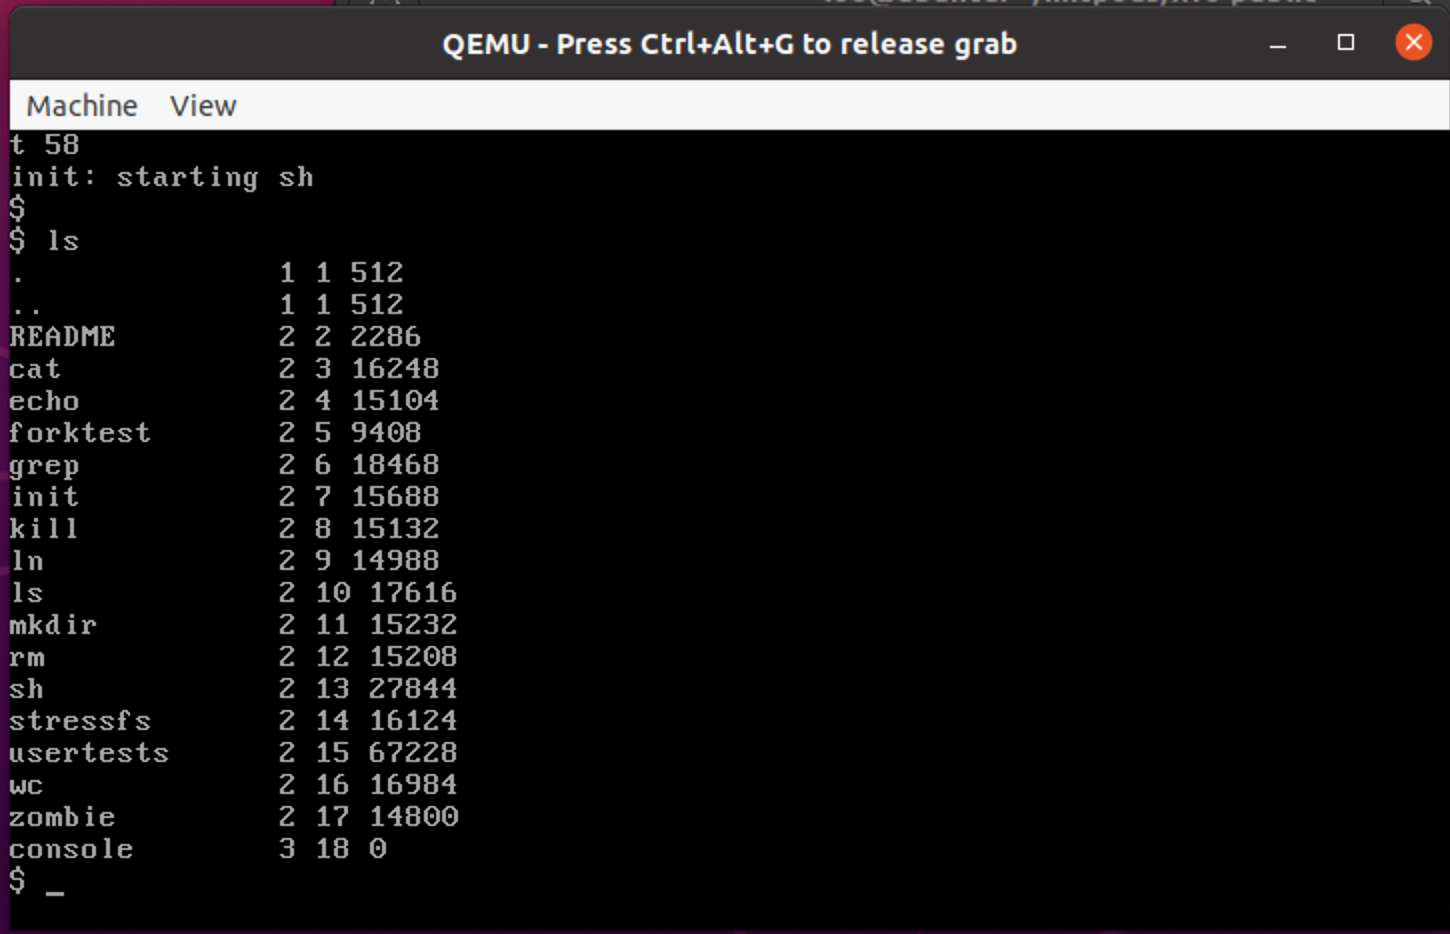 QEMU - Press Ctrl+Alt+G to release grab
Machine View
t 58
init: starting sh
$
$ ls
. 1 1 512
.. 1 1 512
README 2 2 2286
cat 2 3 16248
echo 2 4 15104
forktest 2 5 9408
grep 2 6 18468
init 2 7 15688
kill 2 8 15132
ln 2 9 14988
ls 2 10 17616
mkdir 2 11 15232
rm 2 12 15208
sh 2 13 27844
stressfs 2 14 16124
usertests 2 15 67228
wc 2 16 16984
zombie 2 17 14800
console 3 18 0
$ _